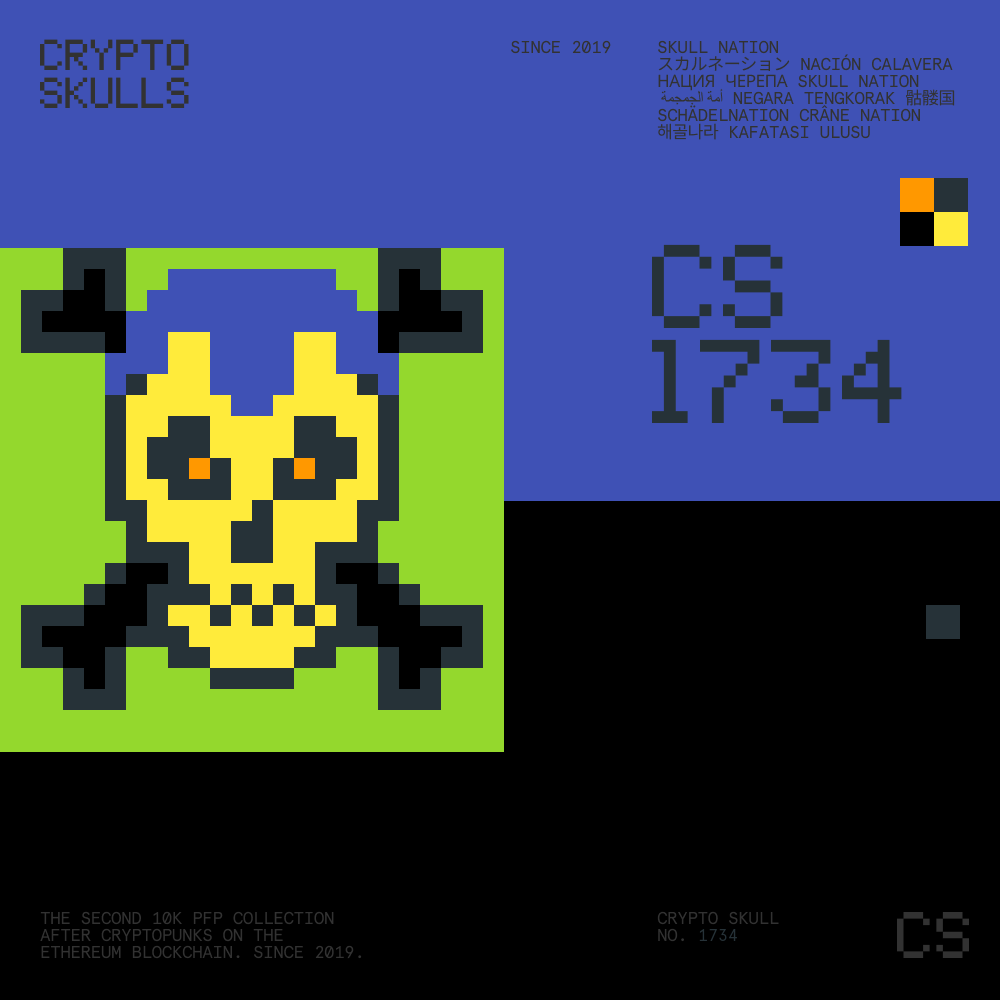 CRYPTO
SKULLS
SINCE 2019
SKULL NATION
スカルネーション NACIÓN CALAVERA
НАЦИЯ ЧЕРЕПА SKULL NATION
أمة الجمجمة NEGARA TENGKORAK 骷髅国
SCHÄDELNATION CRÂNE NATION
해골나라 KAFATASI ULUSU
CS
1734
THE SECOND 10K PFP COLLECTION
AFTER CRYPTOPUNKS ON THE
ETHEREUM BLOCKCHAIN. SINCE 2019.
CRYPTO SKULL
NO. 1734
CS